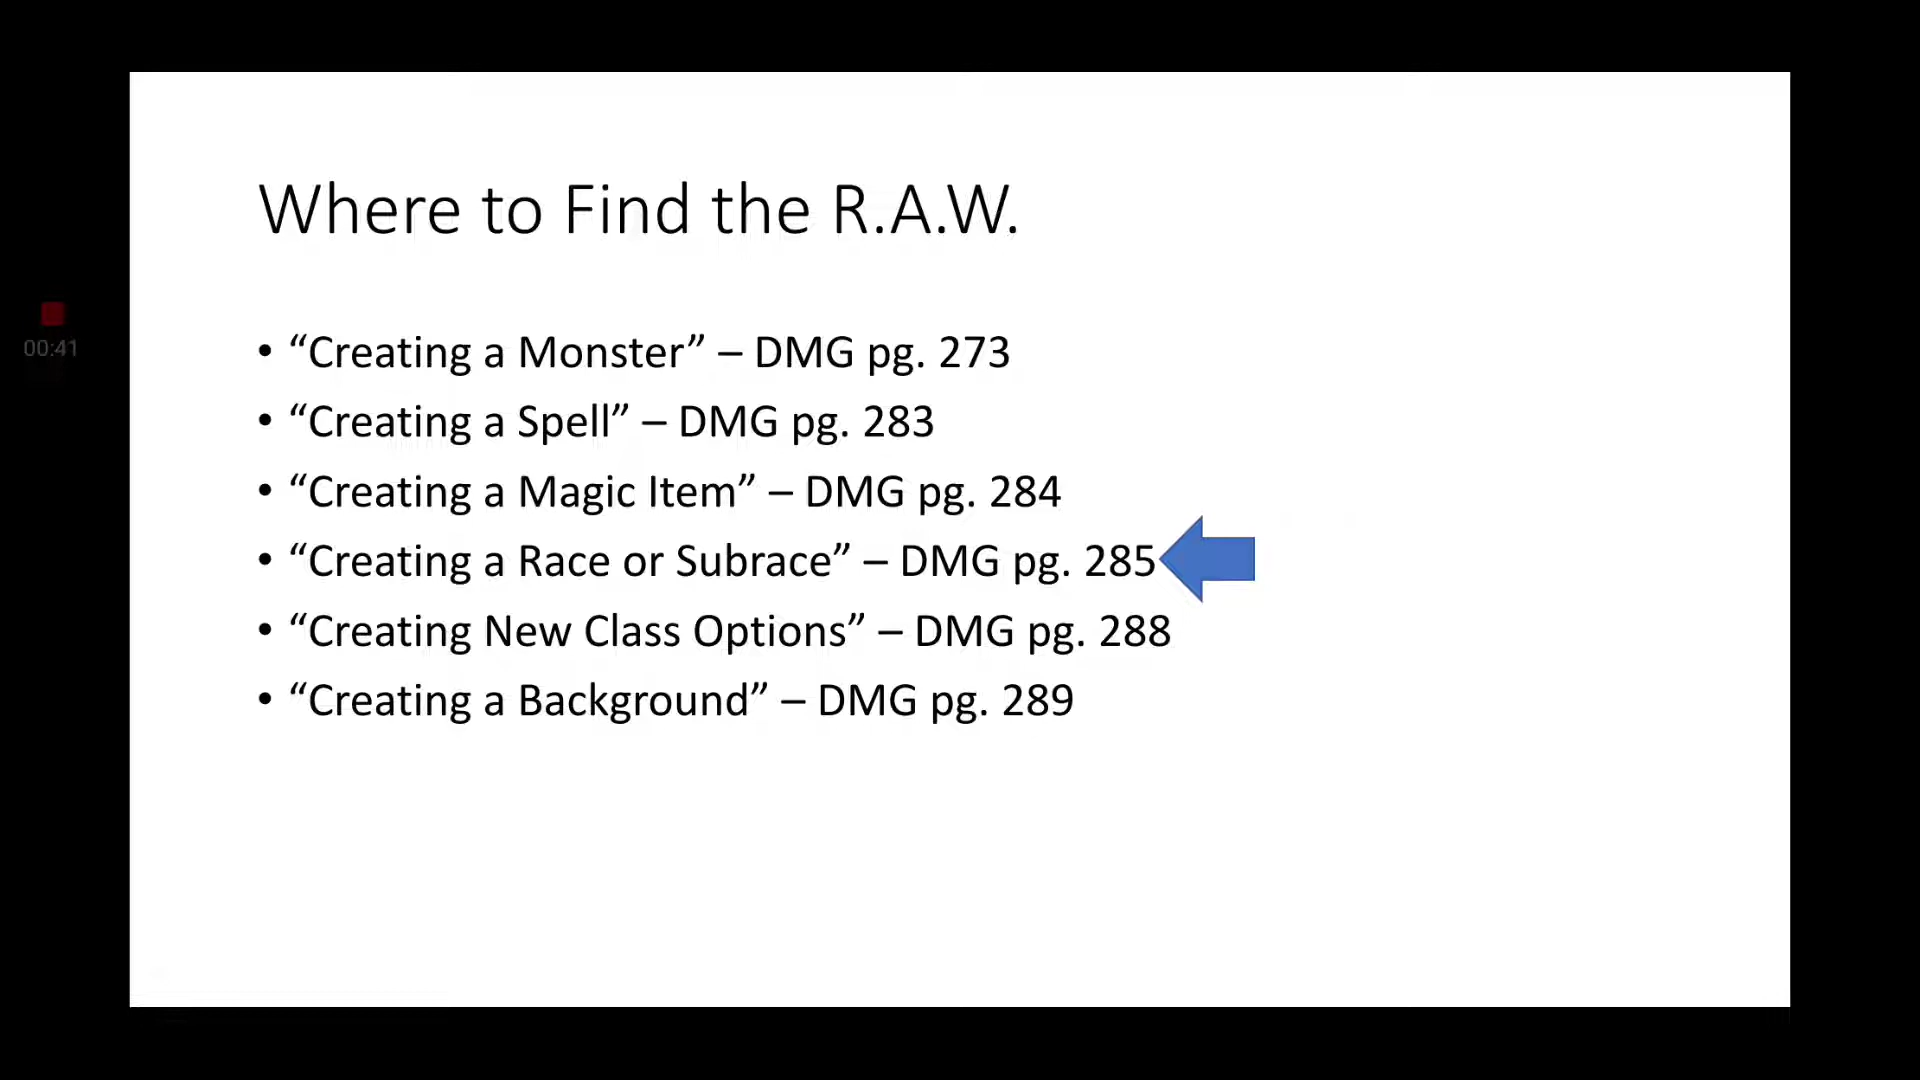 Where to Find the R.A.W.
00:41
• “Creating a Monster” – DMG pg. 273
• “Creating a Spell” – DMG pg. 283
• “Creating a Magic Item” – DMG pg. 284
• “Creating a Race or Subrace” – DMG pg. 285
• “Creating New Class Options” – DMG pg. 288
• “Creating a Background” – DMG pg. 289